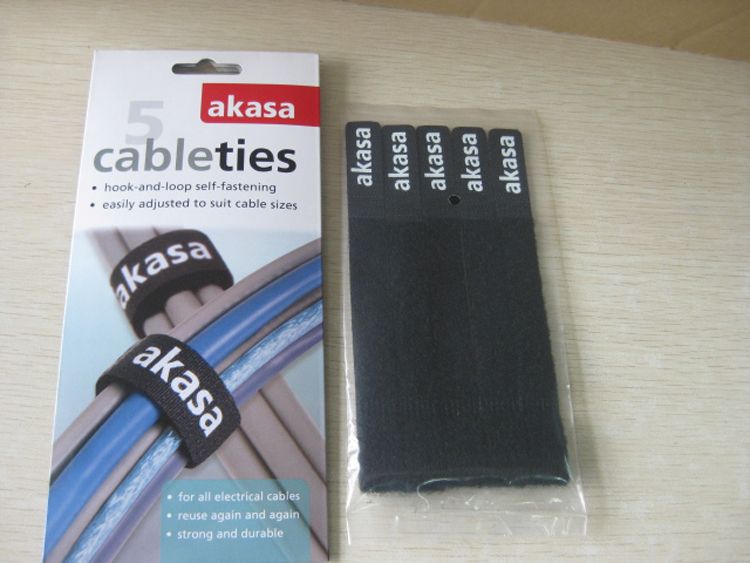 akasa
5
cableties
• hook-and-loop self-fastening
• easily adjusted to suit cable sizes
akasa
akasa
• for all electrical cables
• reuse again and again
• strong and durable
akasa
akasa
akasa
akasa
akasa